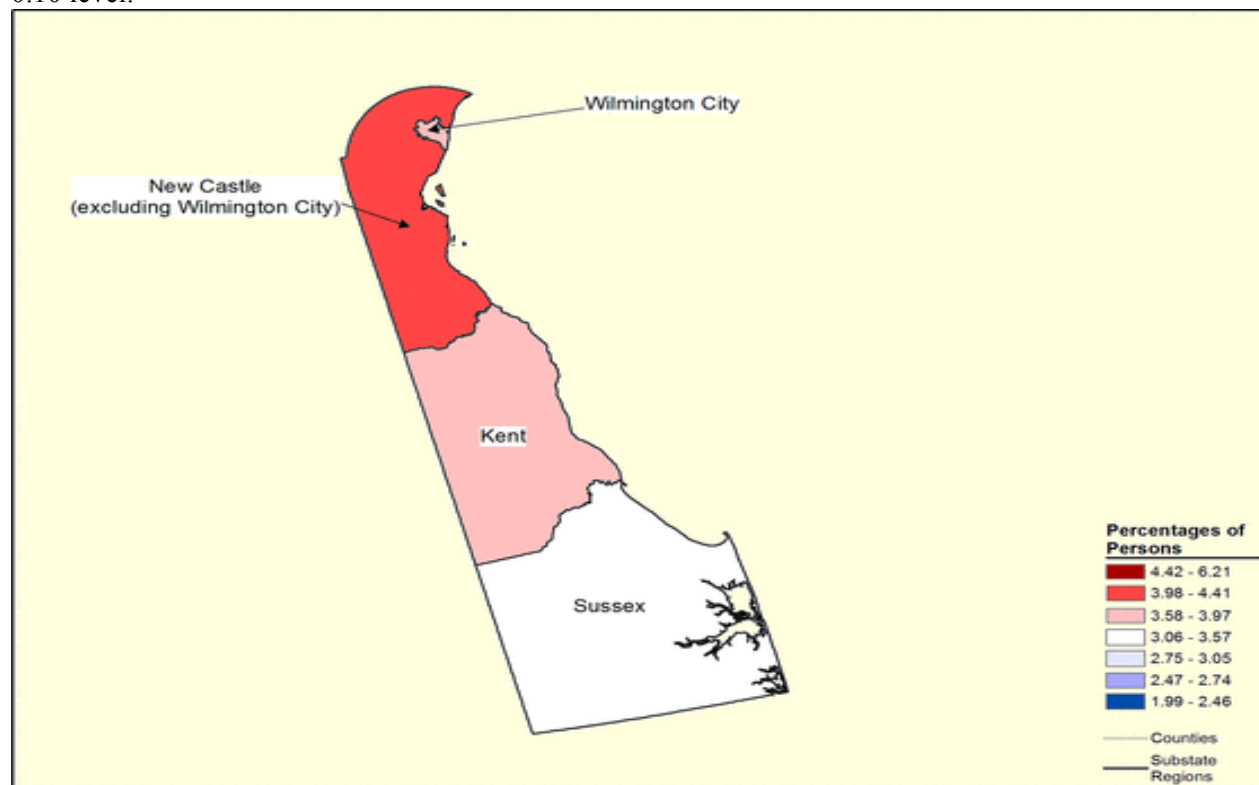 Wilmington City
New Castle
(excluding Wilmington City)
Kent
Sussex
Percentages of
Persons
4.42 - 6.21
3.98 - 4.41
3.58 - 3.97
3.06 - 3.57
2.75 - 3.05
2.47 - 2.74
1.99 - 2.46
Counties
Substate
Regions